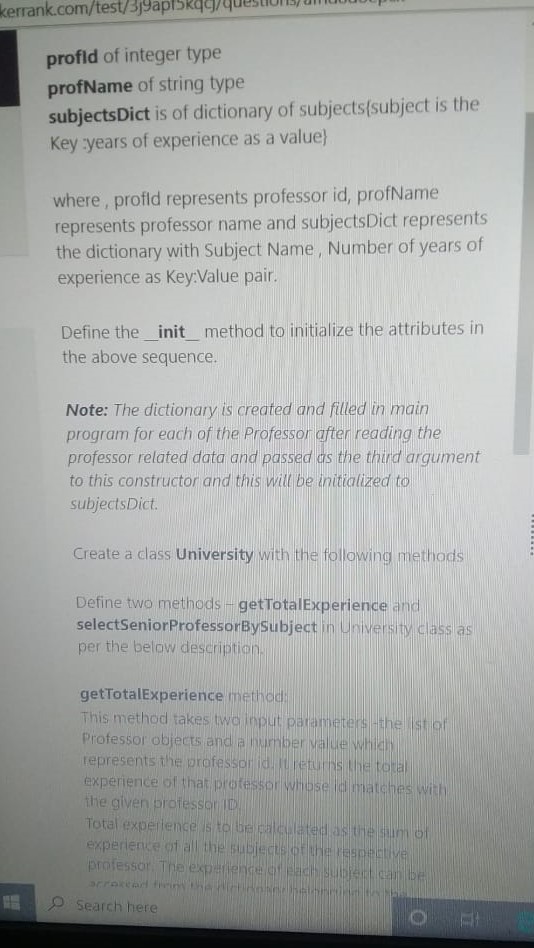 kerrank.com/test/3j9apf5kqcj/questions/
profId of integer type
profName of string type
subjectsDict is of dictionary of subjects{subject is the
Key :years of experience as a value}
where , profId represents professor id, profName
represents professor name and subjectsDict represents
the dictionary with Subject Name , Number of years of
experience as Key:Value pair.
Define the __init__ method to initialize the attributes in
the above sequence.
Note: The dictionary is created and filled in main
program for each of the Professor after reading the
professor related data and passed as the third argument
to this constructor and this will be initialized to
subjectsDict.
Create a class University with the following methods
Define two methods – getTotalExperience and
selectSeniorProfessorBySubject in University class as
per the below description.
getTotalExperience method:
This method takes two input parameters -the list of
Professor objects and a number value which
represents the professor id. It returns the total
experience of that professor whose id matches with
the given professor ID.
Total experience is to be calculated as the sum of
experience of all the subjects of the respective
professor. The experience of each subject can be
accessed from the dictionary belonging to the
Search here